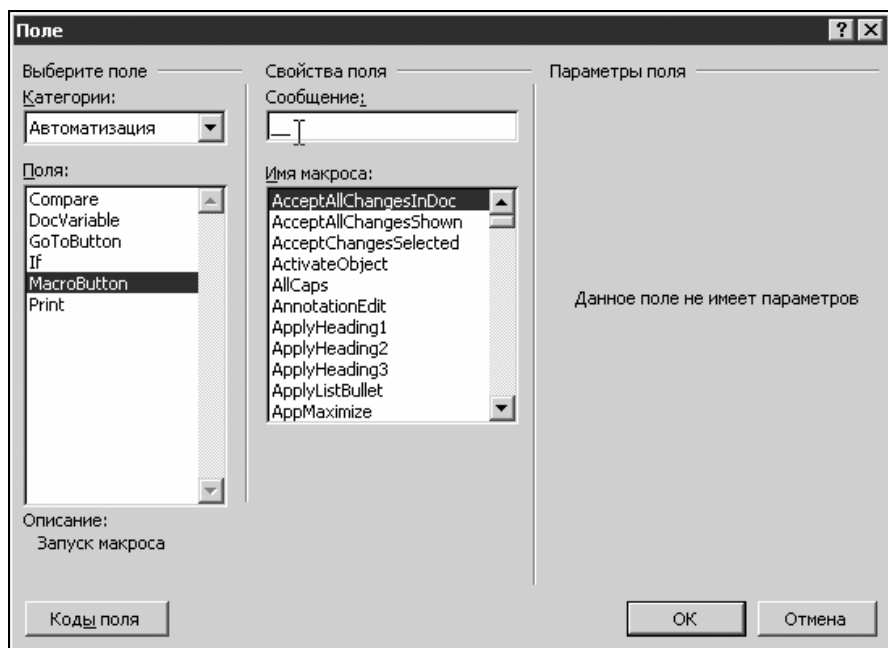 Поле
Выберите поле
Категории:
Автоматизация
Поля:
Compare
DocVariable
GoToButton
If
MacroButton
Print
Описание:
Запуск макроса
Свойства поля
Сообщение:
__
Имя макроса:
AcceptAllChangesInDoc
AcceptAllChangesShown
AcceptChangesSelected
ActivateObject
AllCaps
AnnotationEdit
ApplyHeading1
ApplyHeading2
ApplyHeading3
ApplyListBullet
AppMaximize
Параметры поля
Данное поле не имеет параметров
Коды поля
ОК
Отмена